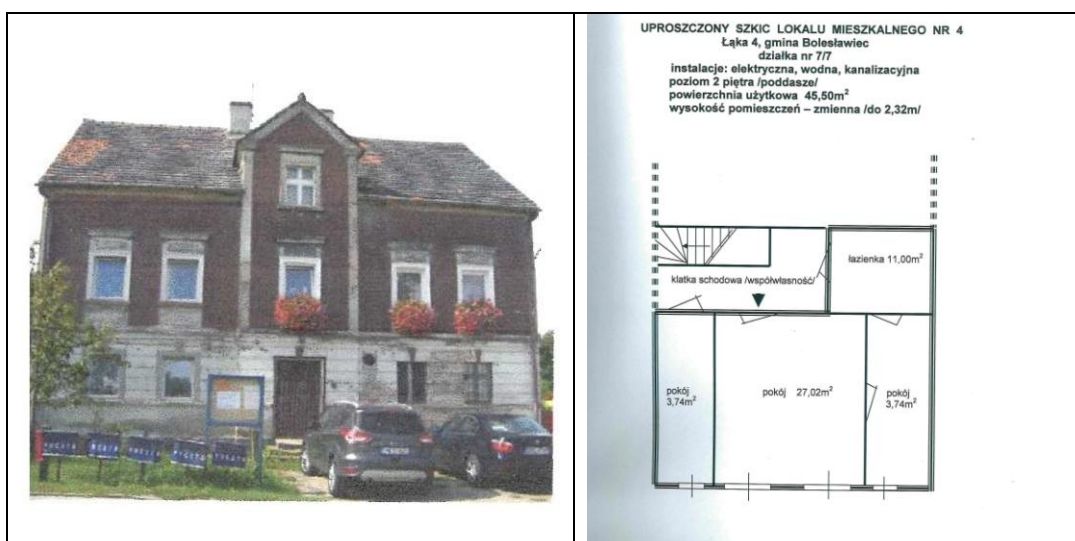 UPROSZCZONY SZKIC LOKALU MIESZKALNEGO NR 4
Łąka 4, gmina Bolesławiec
działka nr 7/7
instalacje: elektryczna, wodna, kanalizacyjna
poziom 2 piętra /poddasze/
powierzchnia użytkowa 45,50m²
wysokość pomieszczeń – zmienna /do 2,32m/
łazienka 11,00m²
klatka schodowa /współwłasność/
pokój
3,74m²
pokój 27,02m²
pokój
3,74m²